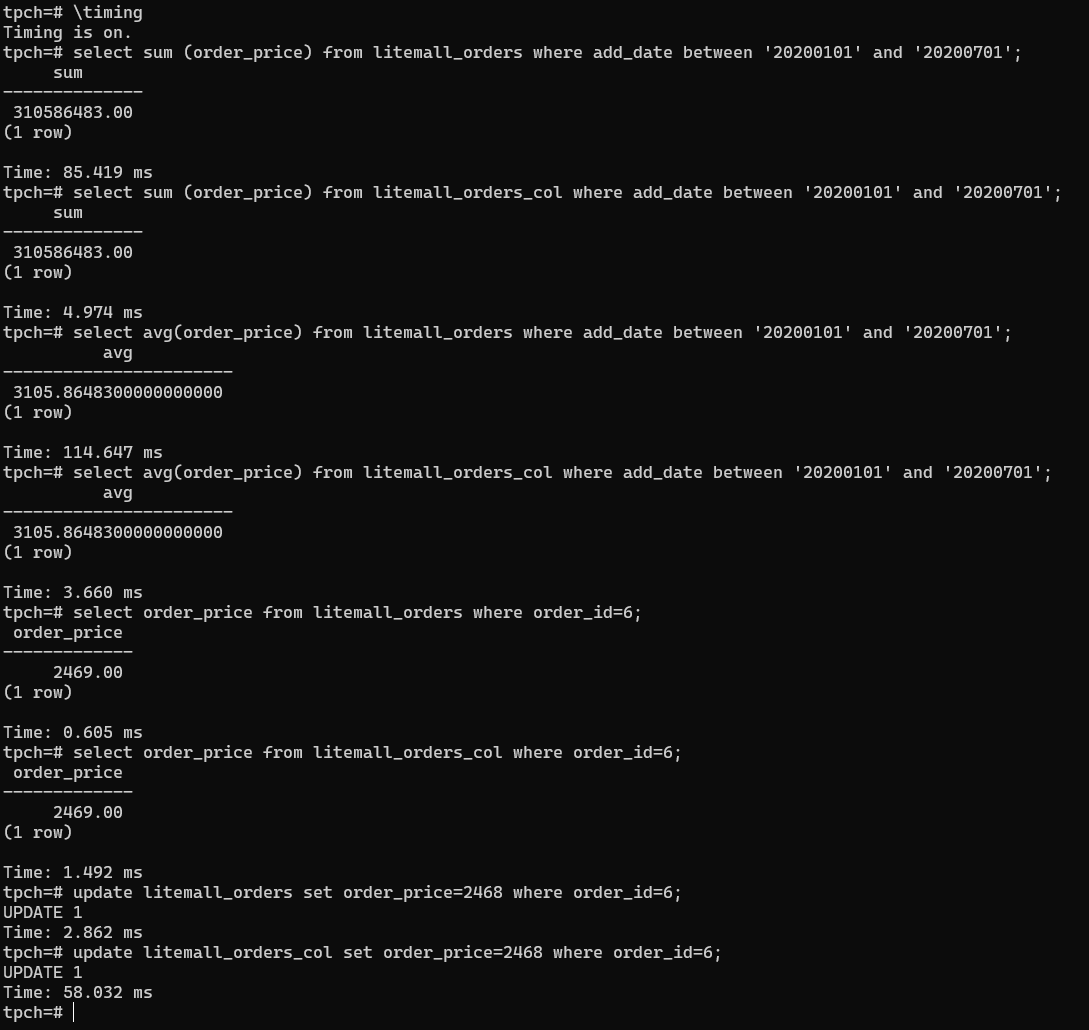 tpch=# \timing
Timing is on.
tpch=# select sum (order_price) from litemall_orders where add_date between '20200101' and '20200701';
     sum
--------------
 310586483.00
(1 row)

Time: 85.419 ms
tpch=# select sum (order_price) from litemall_orders_col where add_date between '20200101' and '20200701';
     sum
--------------
 310586483.00
(1 row)

Time: 4.974 ms
tpch=# select avg(order_price) from litemall_orders where add_date between '20200101' and '20200701';
          avg
-----------------------
 3105.8648300000000000
(1 row)

Time: 114.647 ms
tpch=# select avg(order_price) from litemall_orders_col where add_date between '20200101' and '20200701';
          avg
-----------------------
 3105.8648300000000000
(1 row)

Time: 3.660 ms
tpch=# select order_price from litemall_orders where order_id=6;
 order_price
-------------
     2469.00
(1 row)

Time: 0.605 ms
tpch=# select order_price from litemall_orders_col where order_id=6;
 order_price
-------------
     2469.00
(1 row)

Time: 1.492 ms
tpch=# update litemall_orders set order_price=2468 where order_id=6;
UPDATE 1
Time: 2.862 ms
tpch=# update litemall_orders_col set order_price=2468 where order_id=6;
UPDATE 1
Time: 58.032 ms
tpch=#